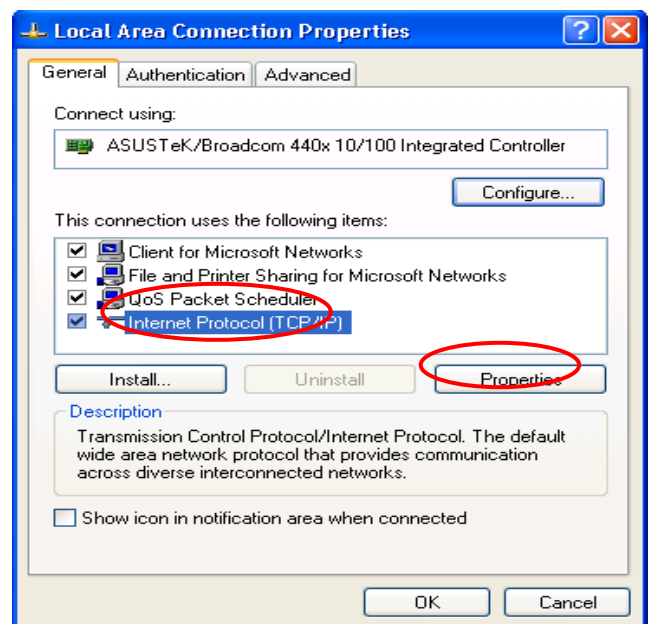 Local Area Connection Properties
General Authentication Advanced
Connect using:
ASUSTeK/Broadcom 440x 10/100 Integrated Controller
Configure...
This connection uses the following items:
Client for Microsoft Networks
File and Printer Sharing for Microsoft Networks
QoS Packet Scheduler
Internet Protocol (TCP/IP)
Install... Uninstall Properties
Description
Transmission Control Protocol/Internet Protocol. The default
wide area network protocol that provides communication
across diverse interconnected networks.
Show icon in notification area when connected
OK Cancel